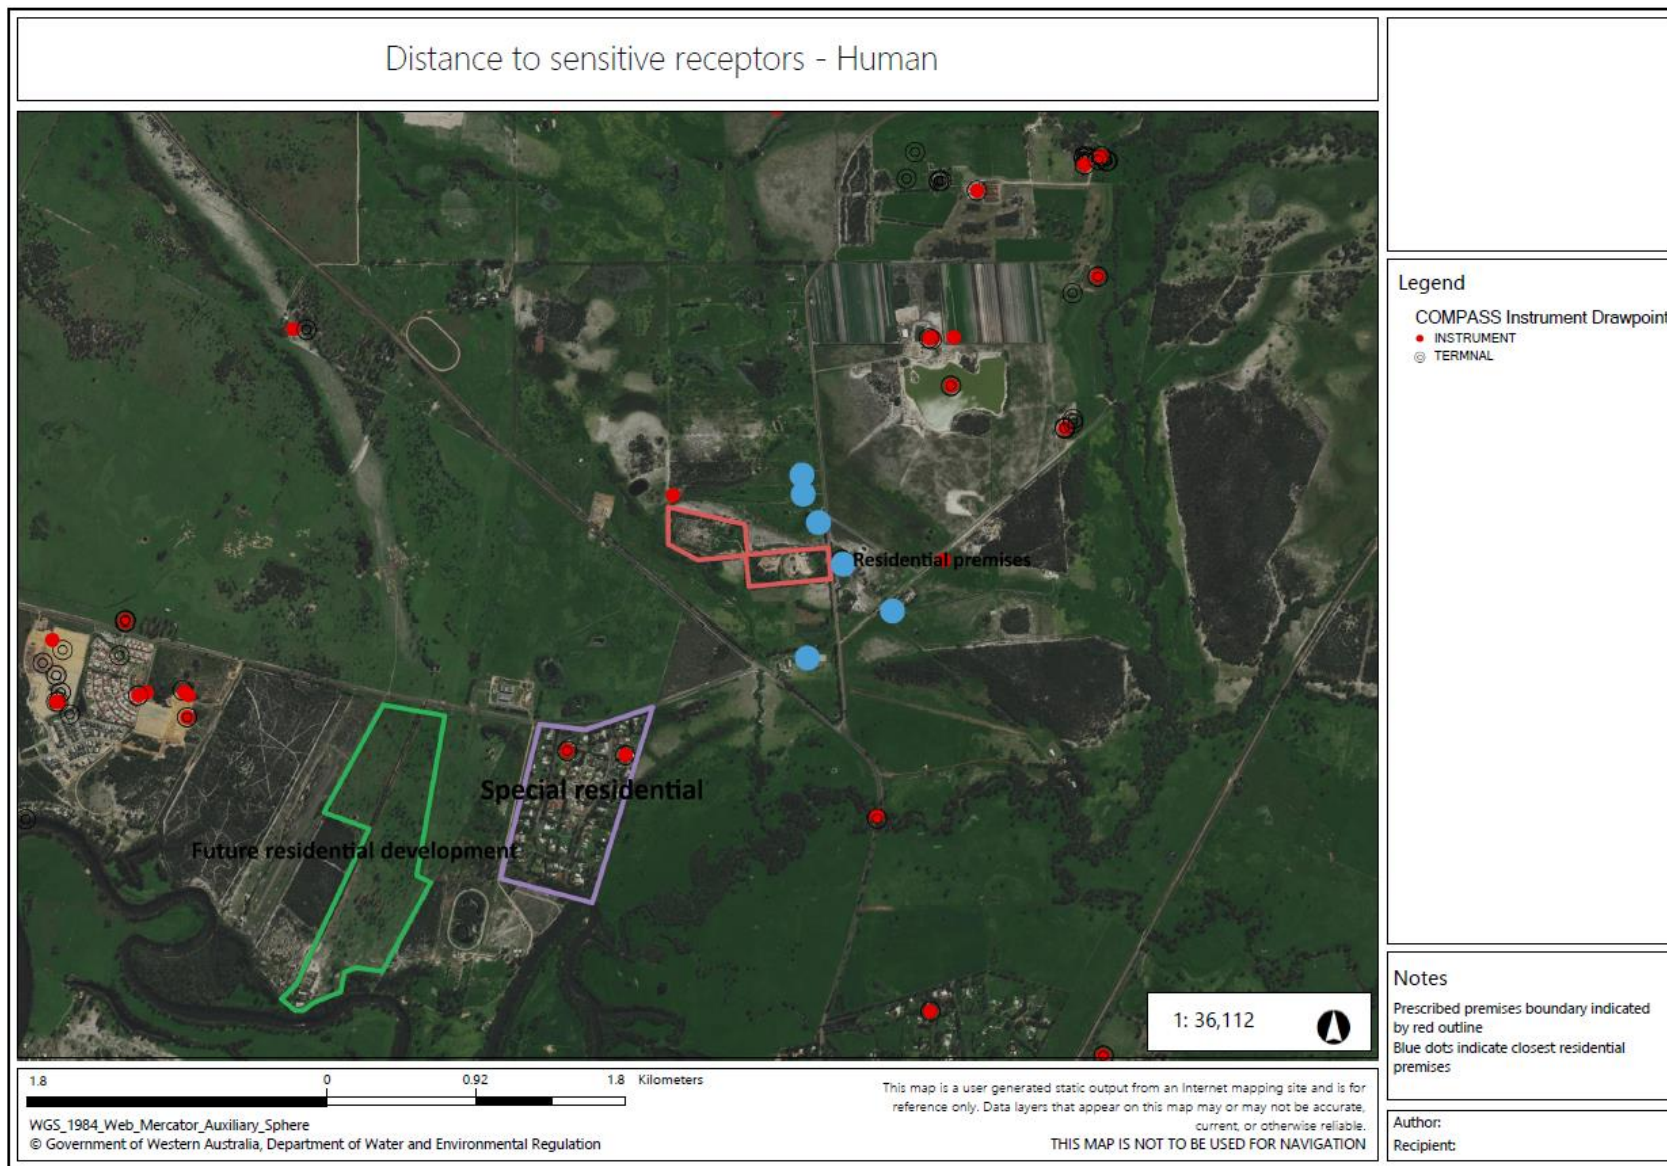 Distance to sensitive receptors - Human
Residential premises
Special residential
Future residential development
1: 36,112
Legend
COMPASS Instrument Drawpoint
INSTRUMENT
TERMNAL
Notes
Prescribed premises boundary indicated
by red outline
Blue dots indicate closest residential
premises
Author:
Recipient:
1.8 0 0.92 1.8 Kilometers
WGS_1984_Web_Mercator_Auxiliary_Sphere
© Government of Western Australia, Department of Water and Environmental Regulation
This map is a user generated static output from an Internet mapping site and is for
reference only. Data layers that appear on this map may or may not be accurate,
current, or otherwise reliable.
THIS MAP IS NOT TO BE USED FOR NAVIGATION